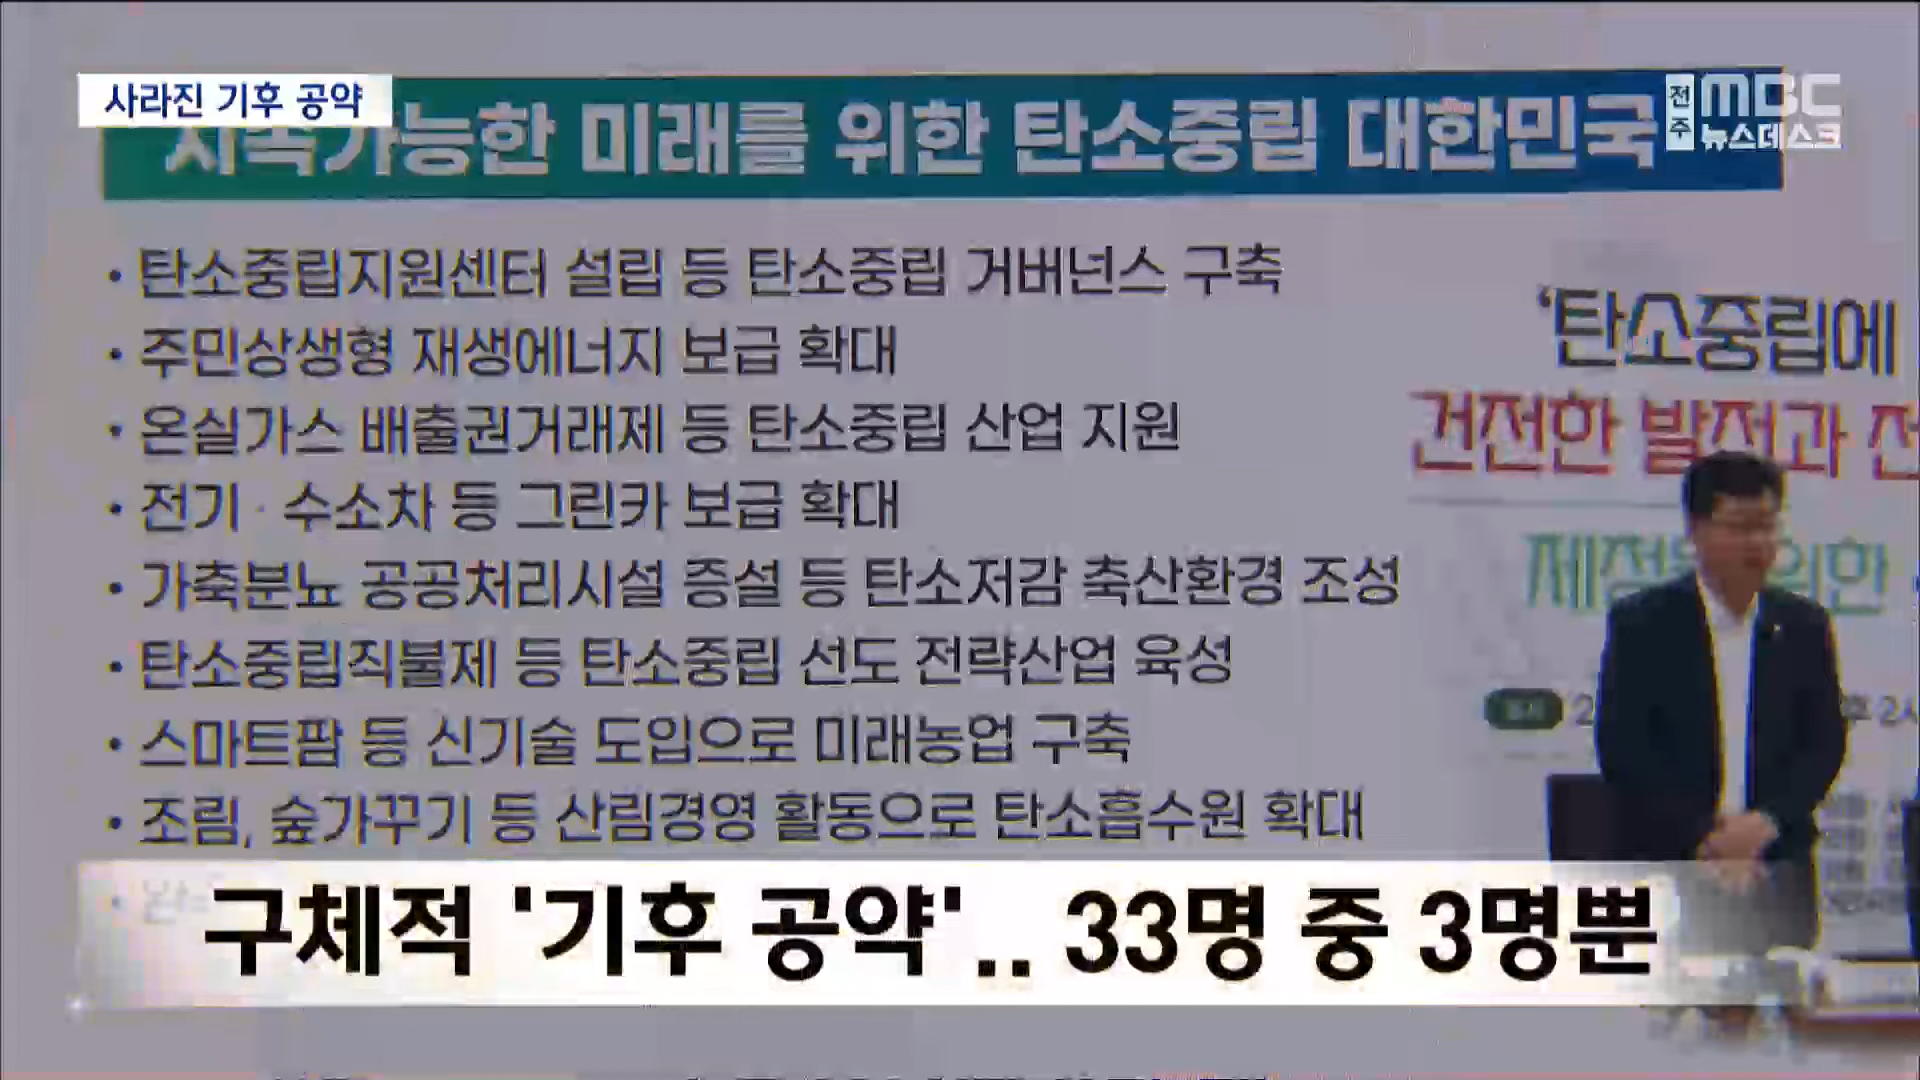 사라진 기후 공약
지속가능한 미래를 위한 탄소중립 대한민국
전주
MBC
뉴스데스크
• 탄소중립지원센터 설립 등 탄소중립 거버넌스 구축
• 주민상생형 재생에너지 보급 확대
• 온실가스 배출권거래제 등 탄소중립 산업 지원
• 전기·수소차 등 그린카 보급 확대
• 가축분뇨 공공처리시설 증설 등 탄소저감 축산환경 조성
• 탄소중립직불제 등 탄소중립 선도 전략산업 육성
• 스마트팜 등 신기술 도입으로 미래농업 구축
• 조림, 숲가꾸기 등 산림경영 활동으로 탄소흡수원 확대
‘탄소중립에
건전한 발전과
위한
구체적 '기후 공약'.. 33명 중 3명뿐